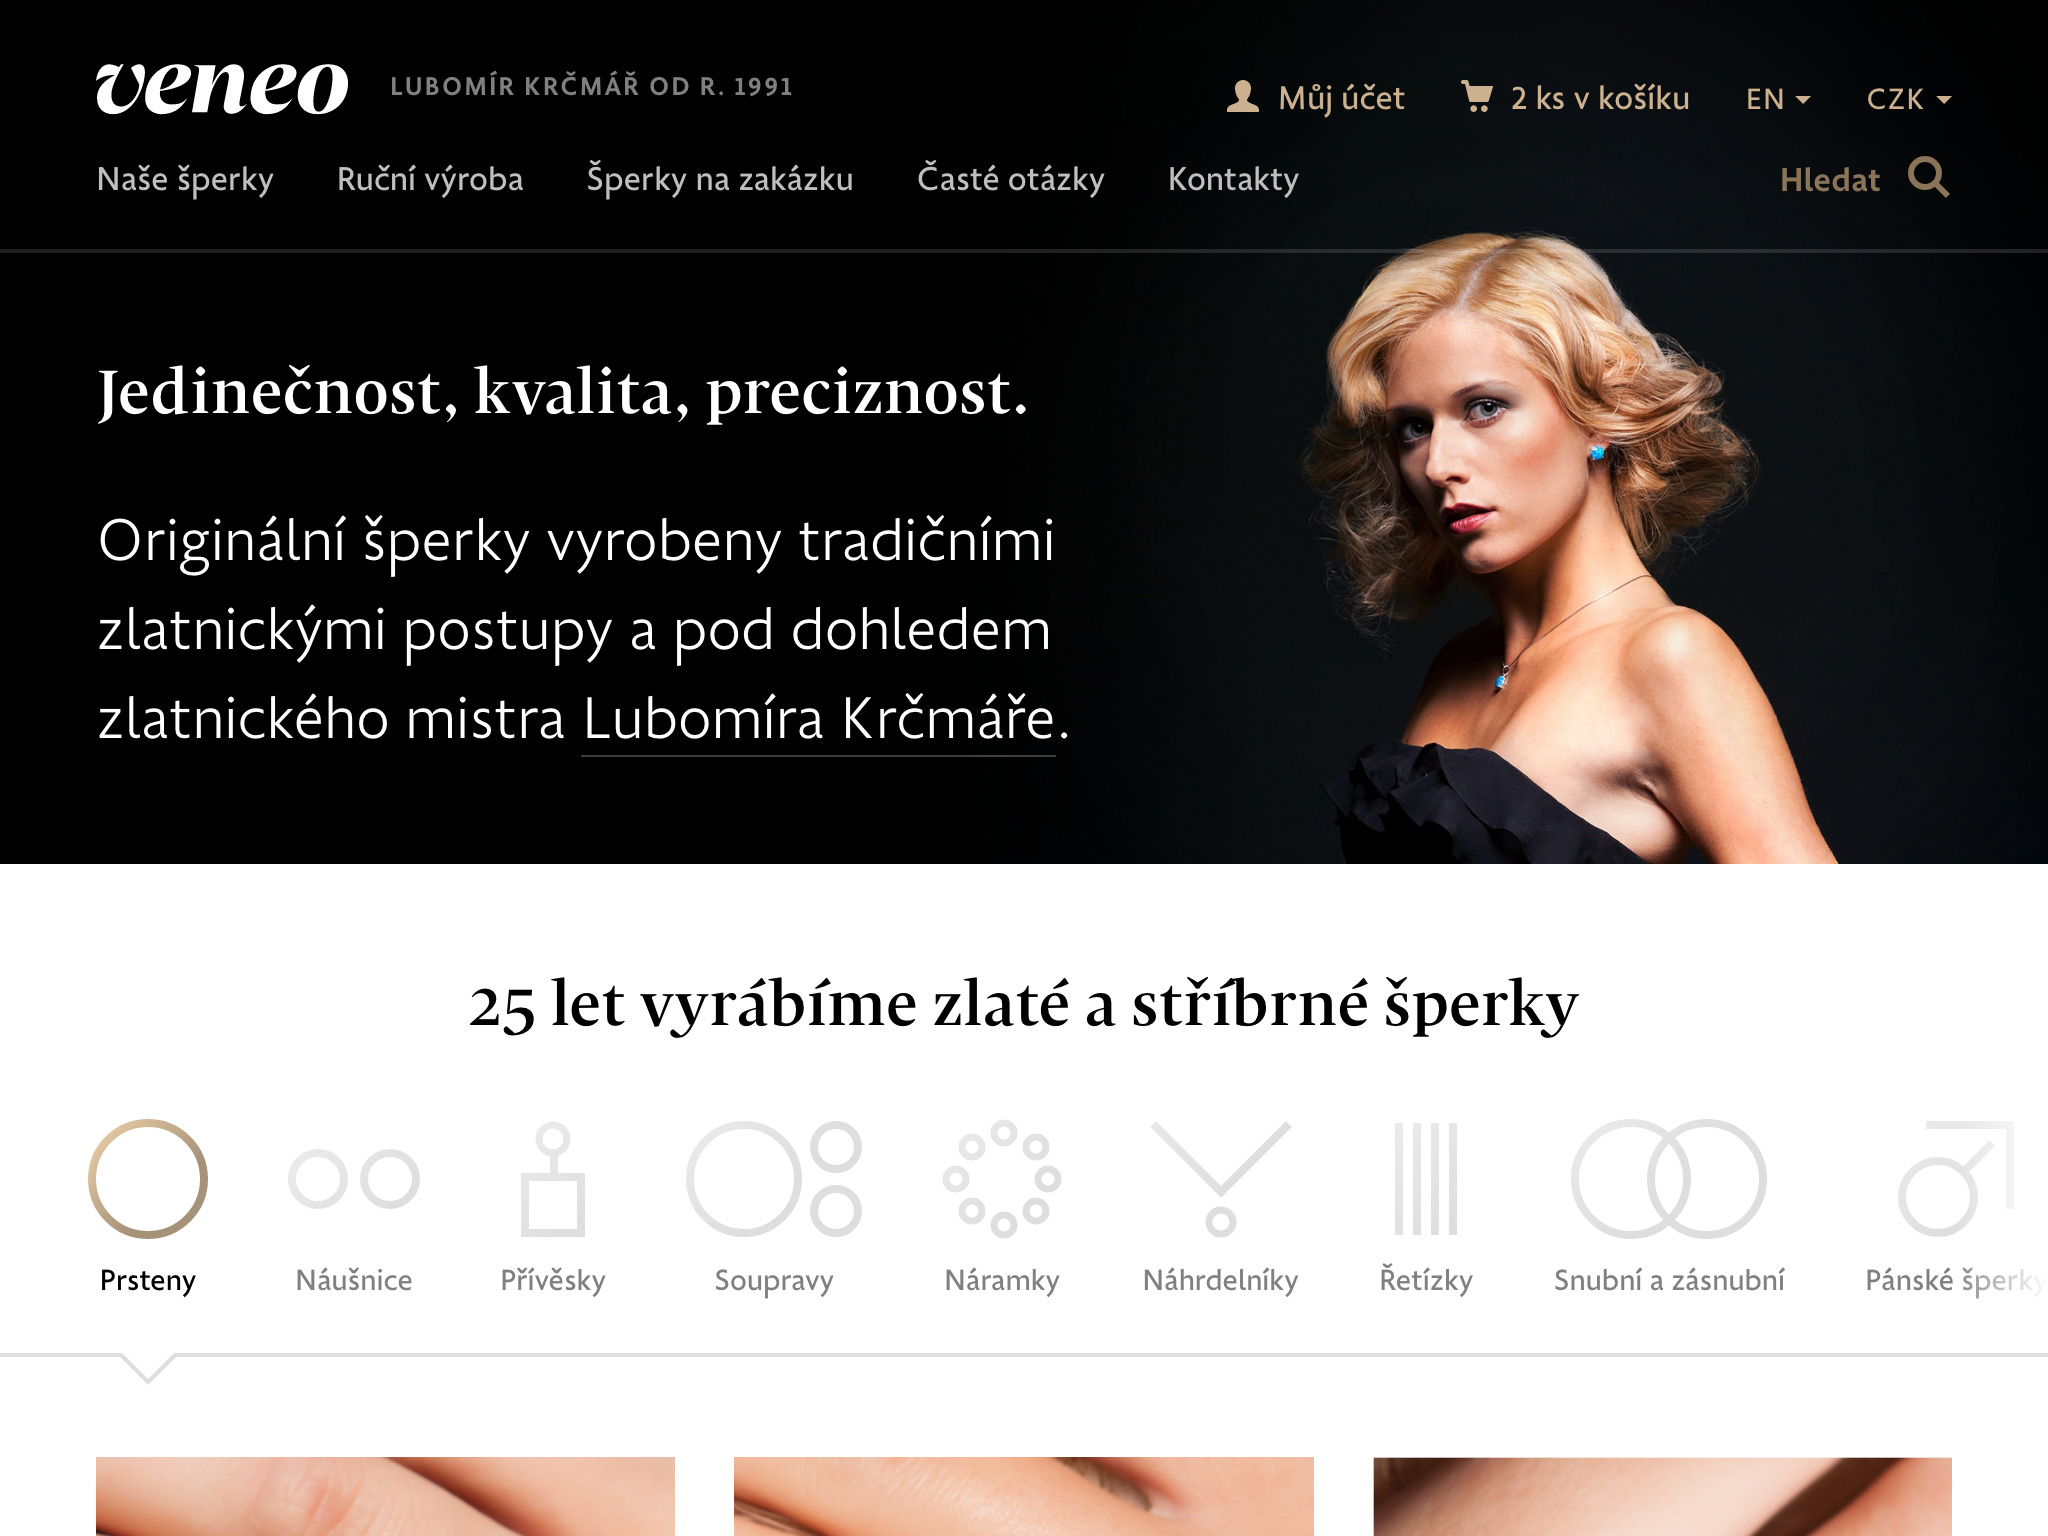 veneo LUBOMÍR KRČMÁŘ OD R. 1991
Můj účet 2 ks v košíku EN CZK
Naše šperky Ruční výroba Šperky na zakázku Časté otázky Kontakty Hledat
Jedinečnost, kvalita, preciznost.
Originální šperky vyrobeny tradičními
zlatnickými postupy a pod dohledem
zlatnického mistra Lubomíra Krčmáře.
25 let vyrábíme zlaté a stříbrné šperky
Prsteny Náušnice Přívěsky Soupravy Náramky Náhrdelníky Řetízky Snubní a zásnubní Pánské šperky